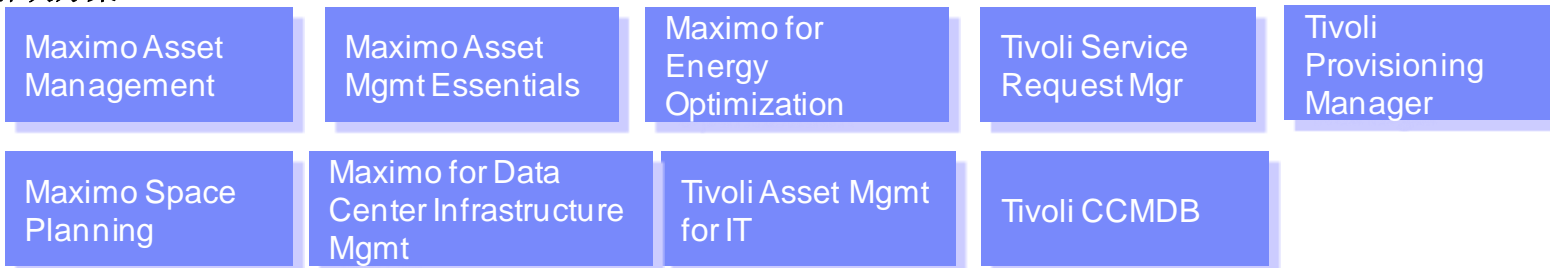 Maximo Asset
Management
Maximo Asset
Mgmt Essentials
Maximo for
Energy
Optimization
Tivoli Service
Request Mgr
Tivoli
Provisioning
Manager
Maximo Space
Planning
Maximo for Data
Center Infrastructure
Mgmt
Tivoli Asset Mgmt
for IT
Tivoli CCMDB